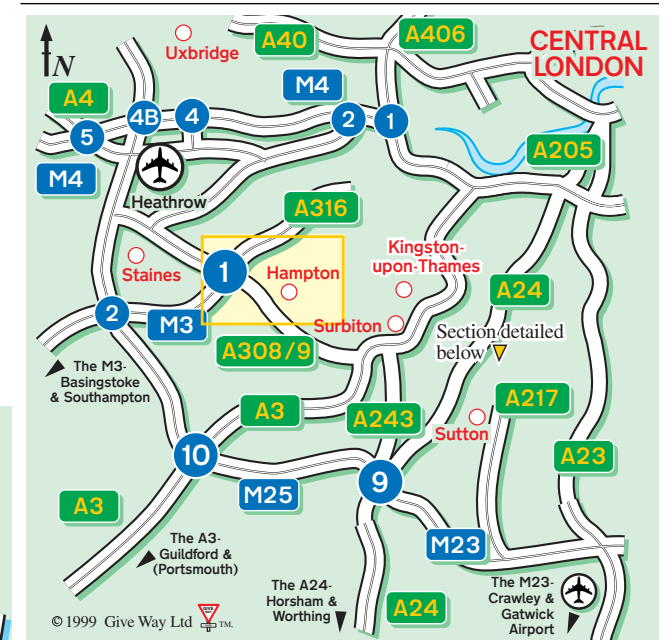 N
Uxbridge
A40
A406
CENTRAL
LONDON
A4
M4
4B
4
2
1
5
A205
M4
Heathrow
A316
Kingston-
upon-Thames
Staines
1
Hampton
A24
2
M3
Surbiton
Section detailed
below
A308/9
The M3-
Basingstoke
& Southampton
A3
A243
A217
Sutton
10
A23
9
M25
A3
M23
The A3-
Guildford &
(Portsmouth)
The A24-
Horsham &
Worthing
A24
The M23-
Crawley &
Gatwick
Airport
© 1999 Give Way Ltd
GIVE WAY
TM.